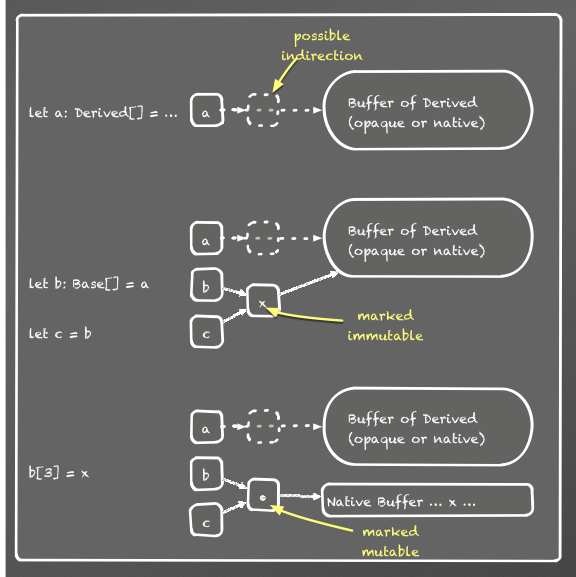 possible
indirection
let a: Derived[] = ...
a
Buffer of Derived
(opaque or native)
a
Buffer of Derived
(opaque or native)
let b: Base[] = a
b
x
let c = b
c
marked
immutable
a
Buffer of Derived
(opaque or native)
b[3] = x
b
Native Buffer ... x ...
c
marked
mutable